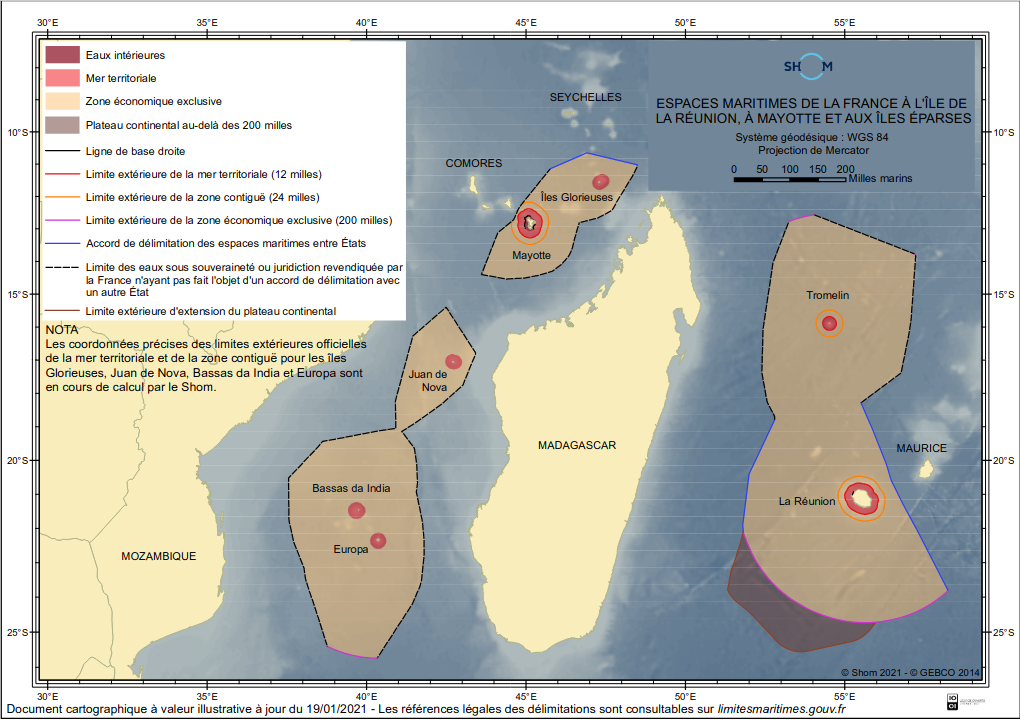 30°E 35°E 40°E 45°E 50°E 55°E
Eaux intérieures
Mer territoriale
Zone économique exclusive
Plateau continental au-delà des 200 milles
Ligne de base droite
Limite extérieure de la mer territoriale (12 milles)
Limite extérieure de la zone contiguë (24 milles)
Limite extérieure de la zone économique exclusive (200 milles)
Accord de délimitation des espaces maritimes entre États
Limite des eaux sous souveraineté ou juridiction revendiquée par
la France n'ayant pas fait l'objet d'un accord de délimitation avec
un autre État
Limite extérieure d'extension du plateau continental
NOTA
Les coordonnées précises des limites extérieures officielles
de la mer territoriale et de la zone contiguë pour les îles
Glorieuses, Juan de Nova, Bassas da India et Europa sont
en cours de calcul par le Shom.
SHOM
ESPACES MARITIMES DE LA FRANCE À L'ÎLE DE
LA RÉUNION, À MAYOTTE ET AUX ÎLES ÉPARSES
Système géodésique : WGS 84
Projection de Mercator
0 50 100 150 200
Milles marins
SEYCHELLES
10°S 10°S
COMORES
Îles Glorieuses
Mayotte
15°S 15°S
Tromelin
Juan de
Nova
MADAGASCAR
MAURICE
20°S 20°S
Bassas da India
La Réunion
Europa
MOZAMBIQUE
25°S 25°S
© Shom 2021 - © GEBCO 2014
30°E 35°E 40°E 45°E 50°E 55°E
Document cartographique à valeur illustrative à jour du 19/01/2021 - Les références légales des délimitations sont consultables sur limitesmaritimes.gouv.fr